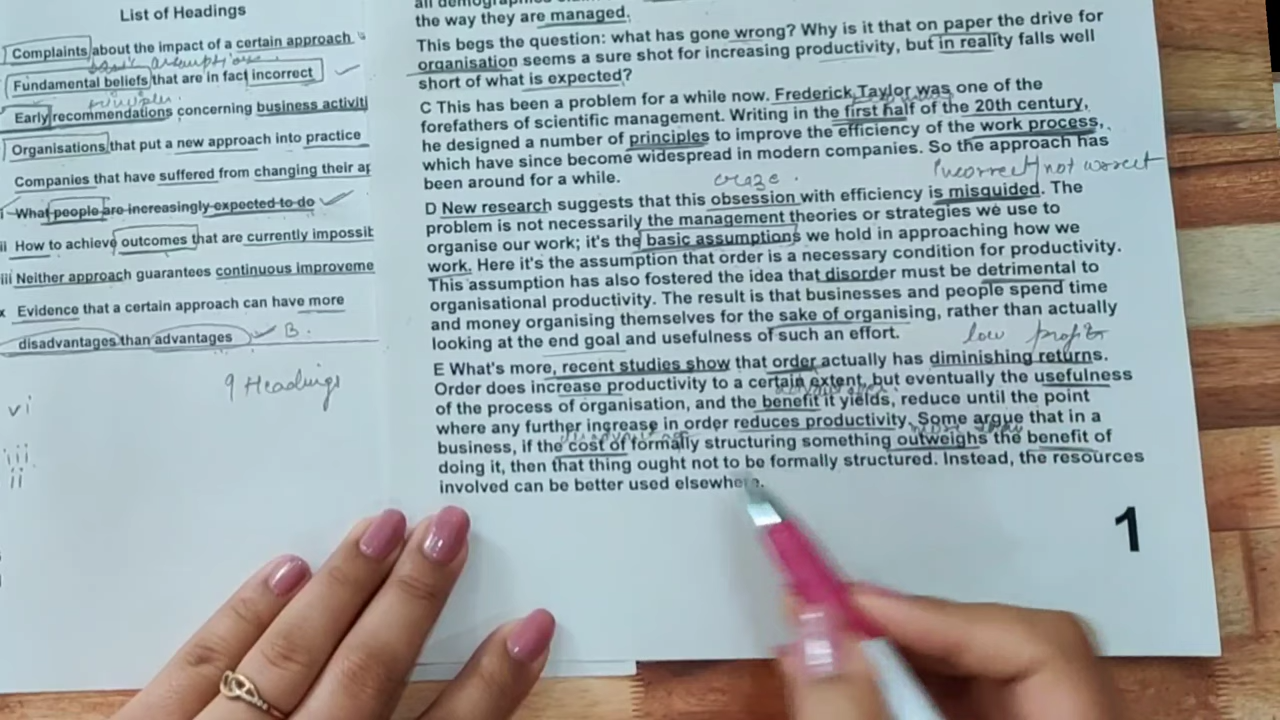 List of Headings
Complaints about the impact of a certain approach
basic assumptions
Fundamental beliefs that are in fact incorrect
principles
Early recommendations concerning business activiti
Organisations that put a new approach into practice
Companies that have suffered from changing their ap
What people are increasingly expected to do
ii How to achieve outcomes that are currently impossib
iii Neither approach guarantees continuous improveme
x Evidence that a certain approach can have more
disadvantages than advantages B.
9 Headings
vi
iii
ii
the way they are managed.
This begs the question: what has gone wrong? Why is it that on paper the drive for
organisation seems a sure shot for increasing productivity, but in reality falls well
short of what is expected?
C This has been a problem for a while now. Frederick Taylor was one of the
forefathers of scientific management. Writing in the first half of the 20th century,
he designed a number of principles to improve the efficiency of the work process,
which have since become widespread in modern companies. So the approach has
been around for a while.
craze. Incorrect/not correct
D New research suggests that this obsession with efficiency is misguided. The
problem is not necessarily the management theories or strategies we use to
organise our work; it's the basic assumptions we hold in approaching how we
work. Here it's the assumption that order is a necessary condition for productivity.
This assumption has also fostered the idea that disorder must be detrimental to
organisational productivity. The result is that businesses and people spend time
and money organising themselves for the sake of organising, rather than actually
looking at the end goal and usefulness of such an effort.
low profit
E What's more, recent studies show that order actually has diminishing returns.
Order does increase productivity to a certain extent, but eventually the usefulness
of the process of organisation, and the benefit it yields, reduce until the point
where any further increase in order reduces productivity. Some argue that in a
business, if the cost of formally structuring something outweighs the benefit of
doing it, then that thing ought not to be formally structured. Instead, the resources
involved can be better used elsewhere.
1